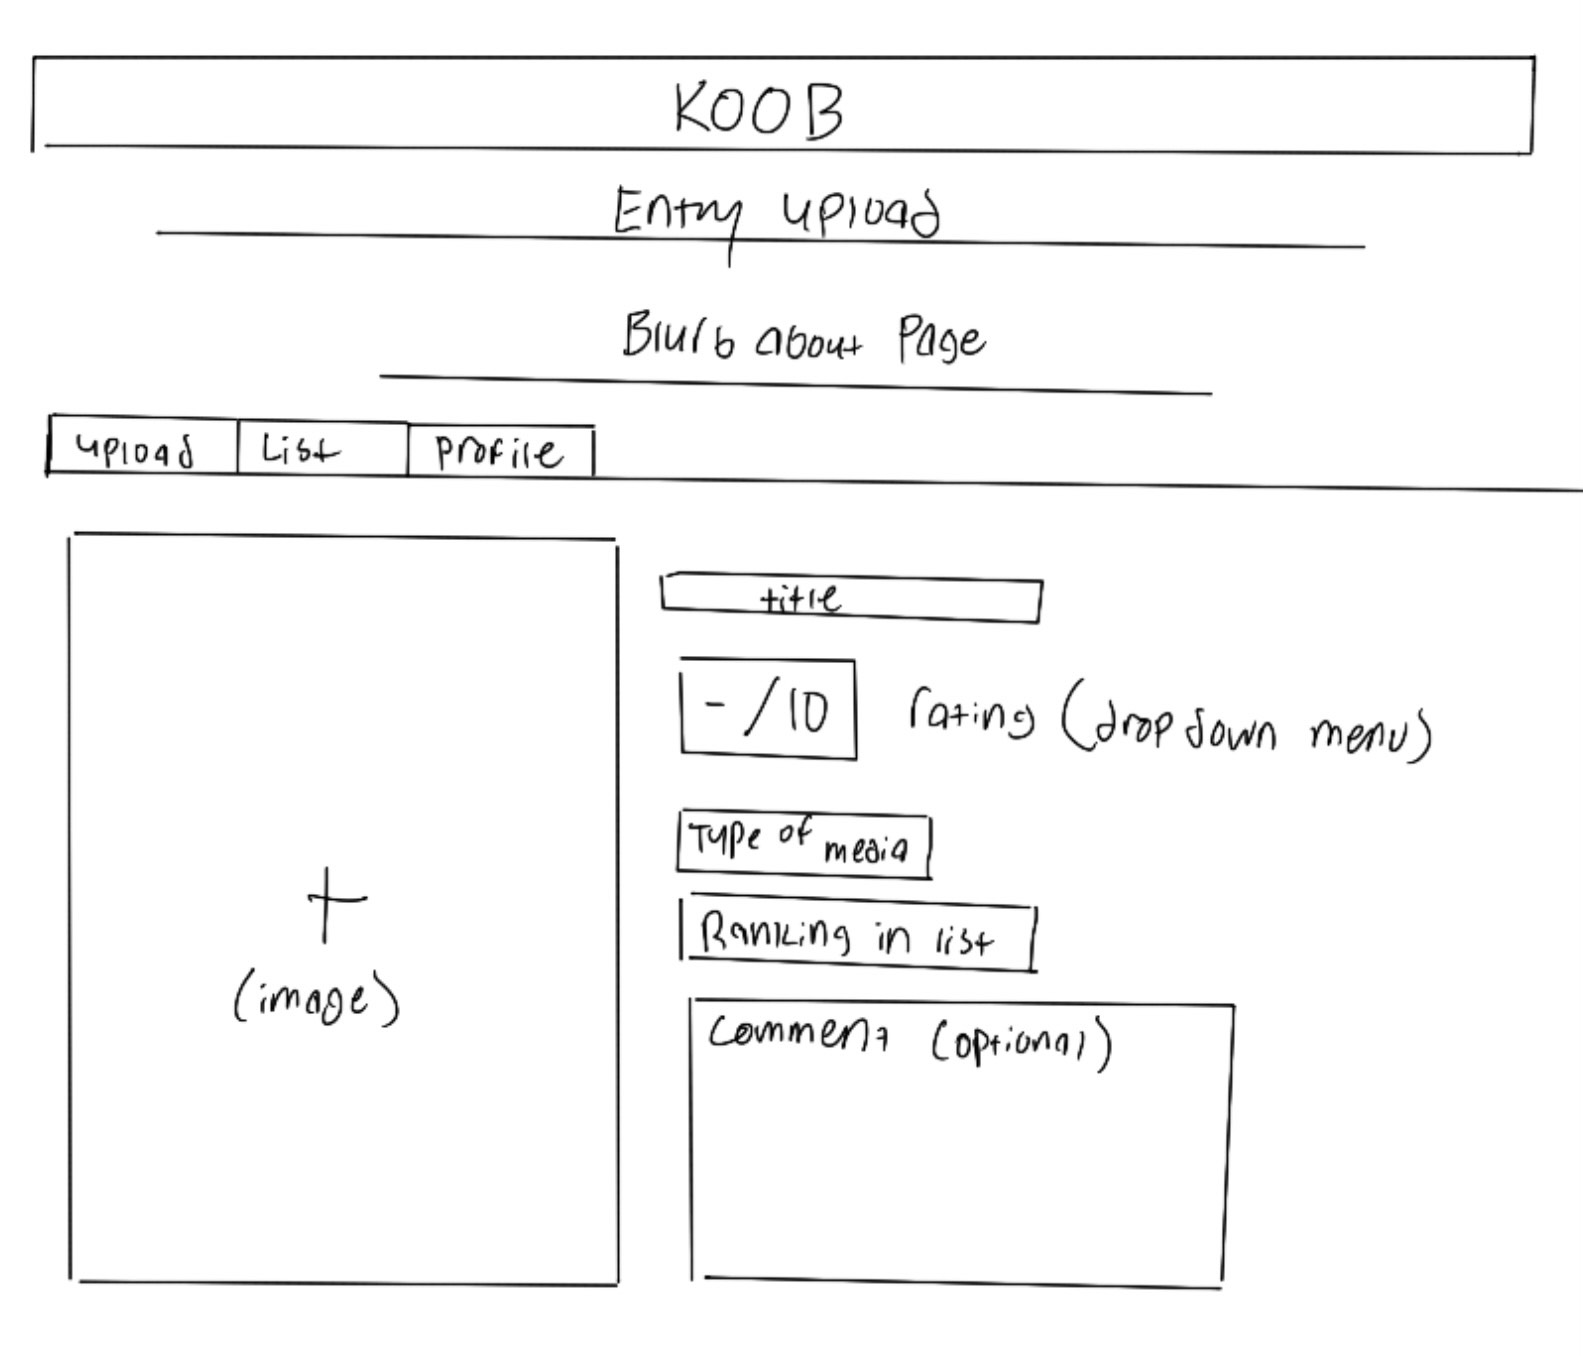 KOOB
Entry upload
Blurb about Page
upload List profile
title
- /10 rating (drop down menu)
Type of media
Ranking in list
+
(image)
Comment (optional)